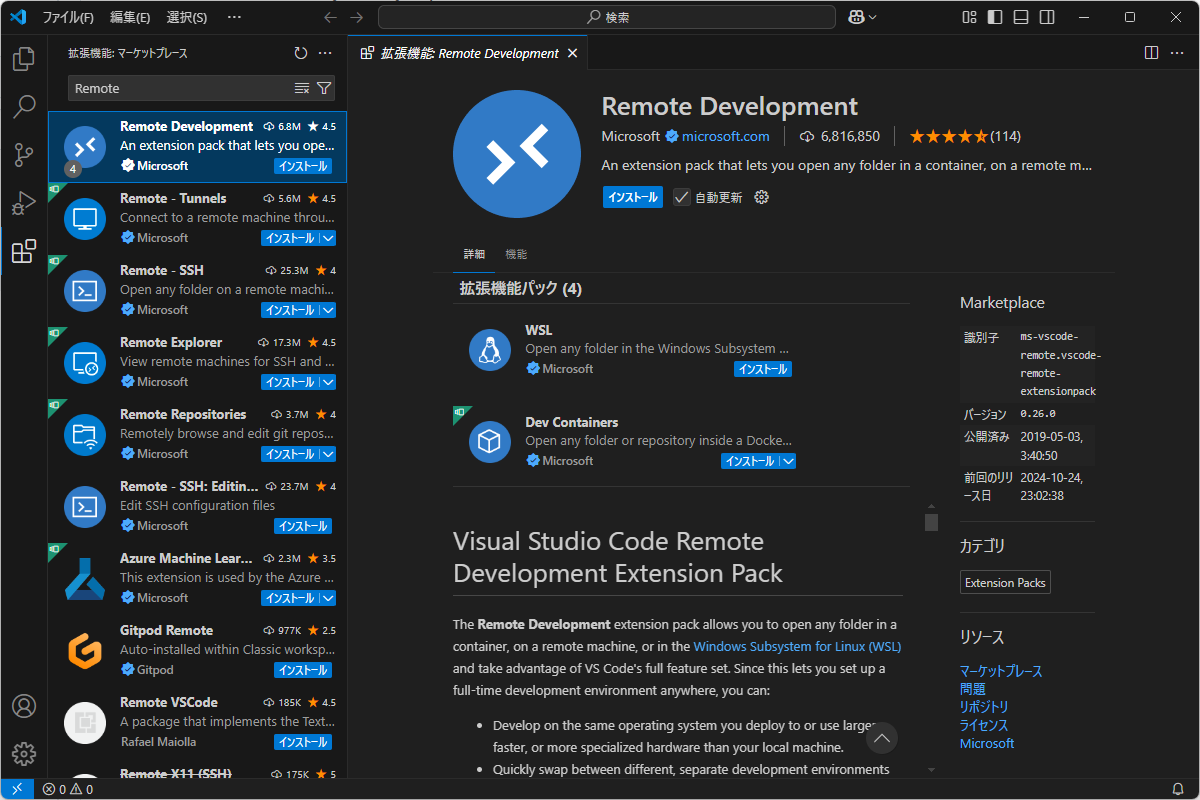 ファイル(F) 編集(E) 選択(S) …
検索
拡張機能: マーケットプレース
Remote
Remote Development 6.8M ★ 4.5
An extension pack that lets you ope...
Microsoft インストール
4
Remote - Tunnels 5.6M ★ 4.5
Connect to a remote machine throu...
Microsoft インストール
Remote - SSH 25.3M ★ 4
Open any folder on a remote machi...
Microsoft インストール
Remote Explorer 17.3M ★ 4.5
View remote machines for SSH and ...
Microsoft インストール
Remote Repositories 3.7M ★ 4
Remotely browse and edit git repos...
Microsoft インストール
Remote - SSH: Editin... 23.7M ★ 4
Edit SSH configuration files
Microsoft インストール
Azure Machine Lear... 2.3M ★ 3.5
This extension is used by the Azure ...
Microsoft インストール
Gitpod Remote 977K ★ 2.5
Auto-installed within Classic worksp...
Gitpod インストール
Remote VSCode 185K ★ 4.5
A package that implements the Text...
Rafael Maiolla インストール
Remote X11 (SSH) 175K ★ 5
拡張機能: Remote Development
Remote Development
Microsoft microsoft.com 6,816,850 ★★★★★(114)
An extension pack that lets you open any folder in a container, on a remote m...
インストール 自動更新
詳細 機能
拡張機能パック (4)
WSL
Open any folder in the Windows Subsystem ...
Microsoft インストール
Dev Containers
Open any folder or repository inside a Docke...
Microsoft インストール
Visual Studio Code Remote
Development Extension Pack
The Remote Development extension pack allows you to open any folder in a
container, on a remote machine, or in the Windows Subsystem for Linux (WSL)
and take advantage of VS Code's full feature set. Since this lets you set up a
full-time development environment anywhere, you can:
• Develop on the same operating system you deploy to or use larger,
faster, or more specialized hardware than your local machine.
• Quickly swap between different, separate development environments
Marketplace
識別子 ms-vscode-
remote.vscode-
remote-
extensionpack
バージョン 0.26.0
公開済み 2019-05-03,
3:40:50
前回のリリ 2024-10-24,
ース日 23:02:38
カテゴリ
Extension Packs
リソース
マーケットプレース
問題
リポジトリ
ライセンス
Microsoft
0 0